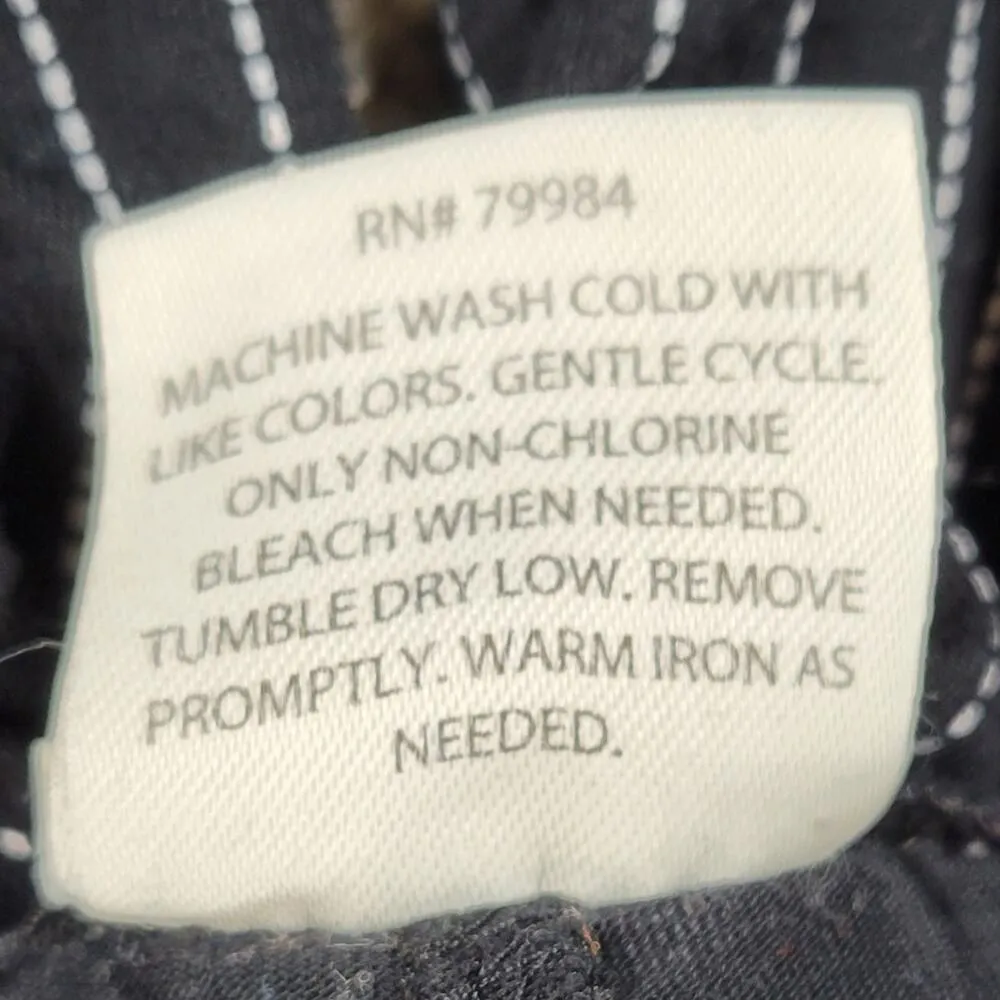 RN# 79984
MACHINE WASH COLD WITH
LIKE COLORS. GENTLE CYCLE.
ONLY NON-CHLORINE
BLEACH WHEN NEEDED.
TUMBLE DRY LOW. REMOVE
PROMPTLY. WARM IRON AS
NEEDED.